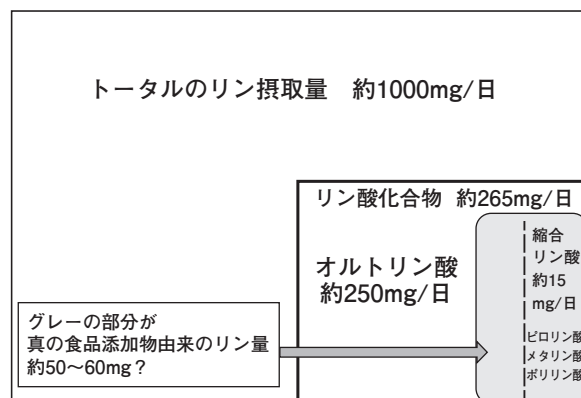 トータルのリン摂取量 約1000mg/日
リン酸化合物 約265mg/日
オルトリン酸
約250mg/日
縮合
リン酸
約15
mg/日
ピロリン酸
メタリン酸
ポリリン酸
グレーの部分が
真の食品添加物由来のリン量
約50〜60mg？